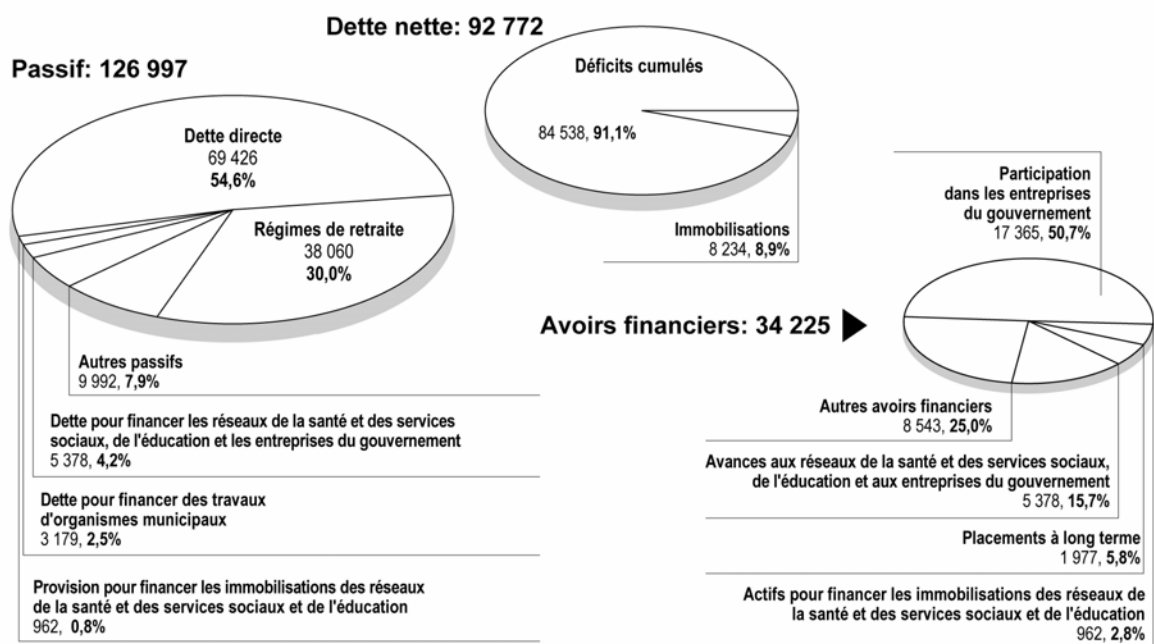 Dette nette: 92 772
Déficits cumulés
84 538, 91,1%
Immobilisations
8 234, 8,9%
Passif: 126 997
Dette directe
69 426
54,6%
Régimes de retraite
38 060
30,0%
Autres passifs
9 992, 7,9%
Dette pour financer les réseaux de la santé et des services
sociaux, de l'éducation et les entreprises du gouvernement
5 378, 4,2%
Dette pour financer des travaux
d'organismes municipaux
3 179, 2,5%
Provision pour financer les immobilisations des réseaux
de la santé et des services sociaux et de l'éducation
962, 0,8%
Avoirs financiers: 34 225
Participation
dans les entreprises
du gouvernement
17 365, 50,7%
Autres avoirs financiers
8 543, 25,0%
Avances aux réseaux de la santé et des services sociaux,
de l'éducation et aux entreprises du gouvernement
5 378, 15,7%
Placements à long terme
1 977, 5,8%
Actifs pour financer les immobilisations des réseaux de
la santé et des services sociaux et de l'éducation
962, 2,8%